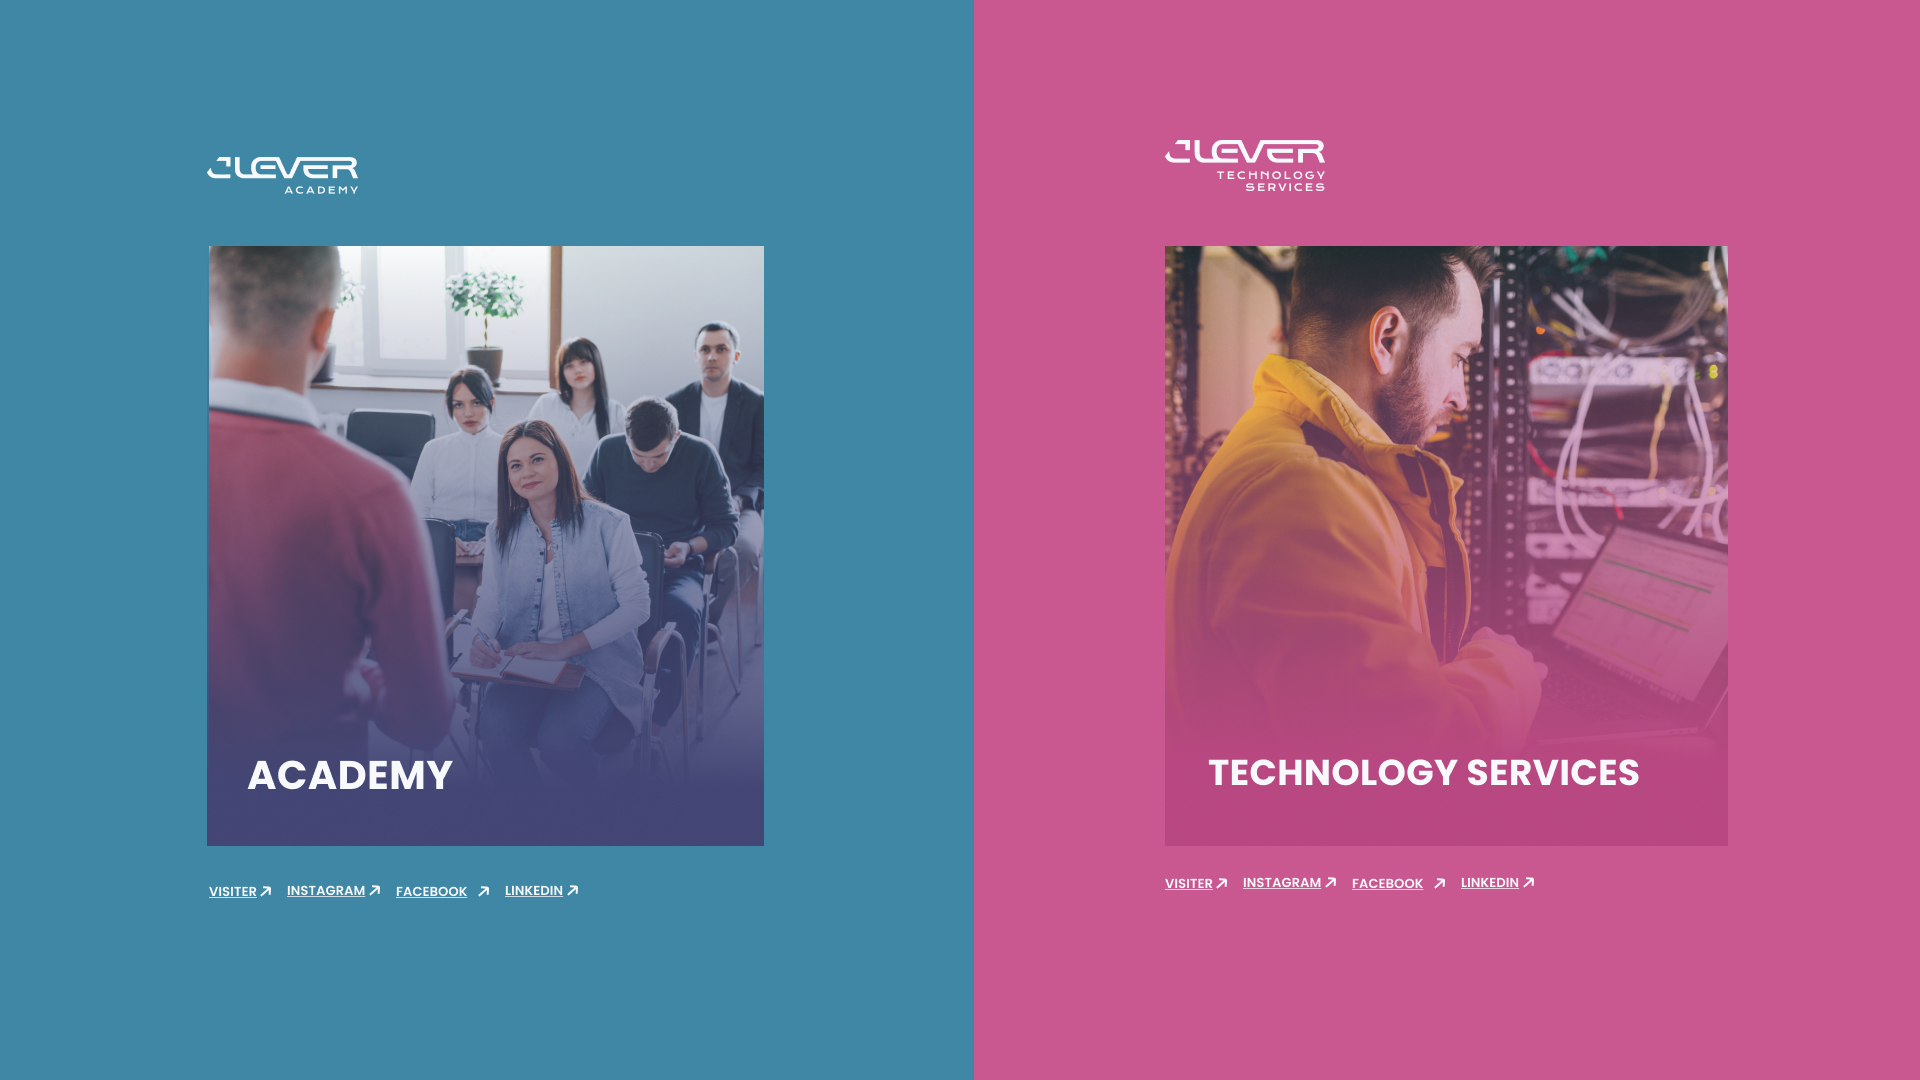 CLEVER
ACADEMY
ACADEMY
VISITER INSTAGRAM FACEBOOK LINKEDIN
CLEVER
TECHNOLOGY
SERVICES
TECHNOLOGY SERVICES
VISITER INSTAGRAM FACEBOOK LINKEDIN